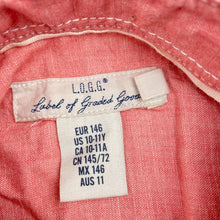 L.O.G.G.®
Label of Graded Goods
EUR 146
US 10-11Y
CA 10-11A
CN 145/72
MX 146
AUS 11